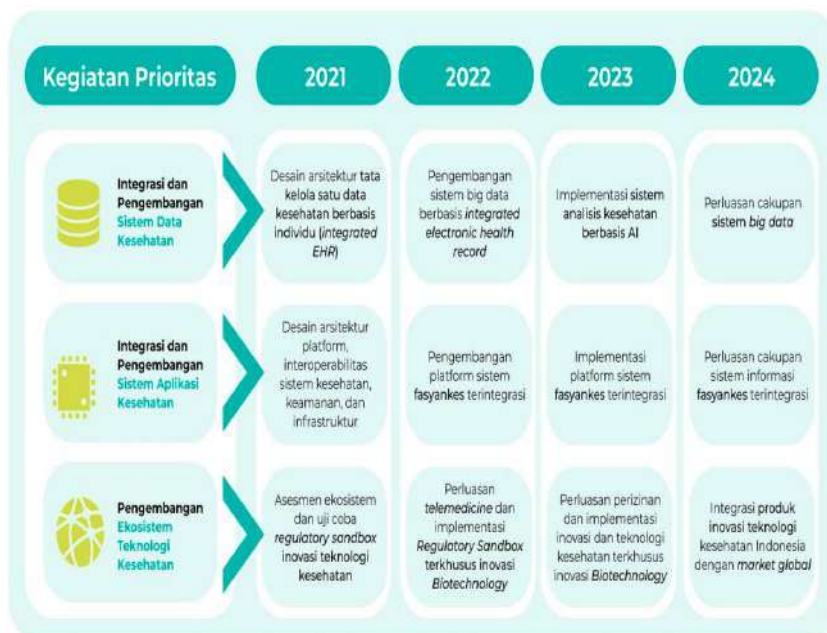 Kegiatan Prioritas
2021
2022
2023
2024
Integrasi dan
Pengembangan
Sistem Data
Kesehatan
Desain arsitektur tata
kelola satu data
kesehatan berbasis
individu (integrated
EHR)
Pengembangan
sistem big data
berbasis integrated
electronic health
record
Implementasi sistem
analisis kesehatan
berbasis AI
Perluasan cakupan
sistem big data
Integrasi dan
Pengembangan
Sistem Aplikasi
Kesehatan
Desain arsitektur
platform,
interoperabilitas
sistem kesehatan,
keamanan, dan
infrastruktur
Pengembangan
platform sistem
fasyankes terintegrasi
Implementasi
platform sistem
fasyankes terintegrasi
Perluasan cakupan
sistem informasi
fasyankes terintegrasi
Pengembangan
Ekosistem
Teknologi
Kesehatan
Asesmen ekosistem
dan uji coba
regulatory sandbox
inovasi teknologi
kesehatan
Perluasan
telemedicine dan
implementasi
Regulatory Sandbox
terkhusus inovasi
Biotechnology
Perluasan perizinan
dan implementasi
inovasi dan teknologi
kesehatan terkhusus
inovasi Biotechnology
Integrasi produk
inovasi teknologi
kesehatan Indonesia
dengan market global